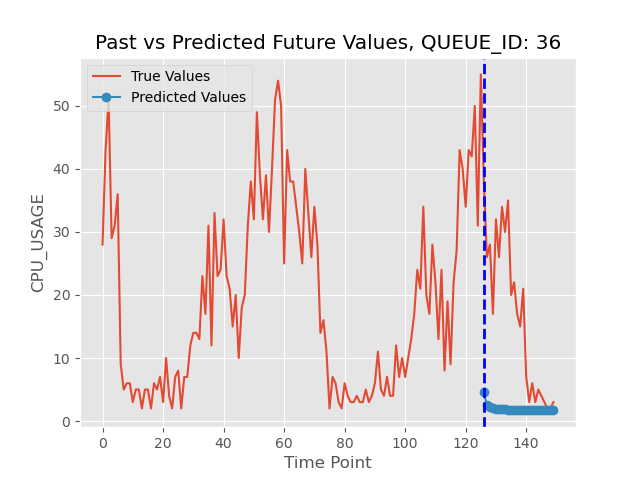 Past vs Predicted Future Values, QUEUE_ID: 36
True Values
Predicted Values
CPU_USAGE
50
40
30
20
10
0
0 20 40 60 80 100 120 140
Time Point